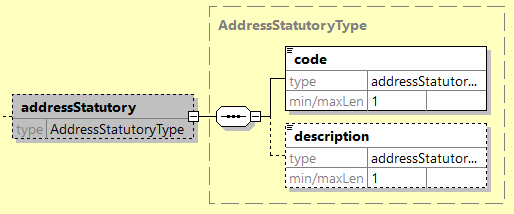 AddressStatutoryType
code
type addressStatutor...
min/maxLen 1
addressStatutory
type AddressStatutoryType
description
type addressStatutor...
min/maxLen 1